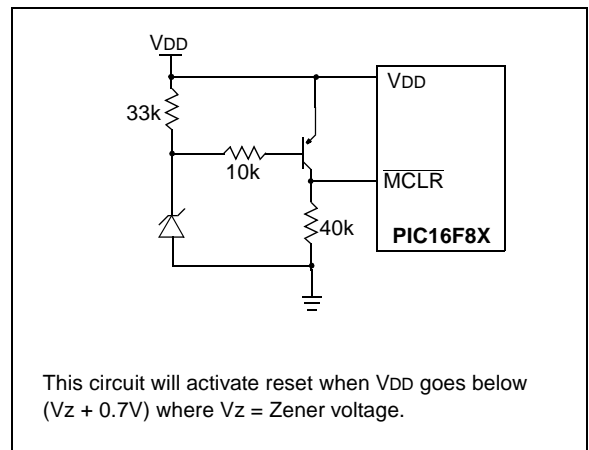 VDD
VDD
33k
10k
MCLR
40k
PIC16F8X
This circuit will activate reset when VDD goes below
(Vz + 0.7V) where Vz = Zener voltage.